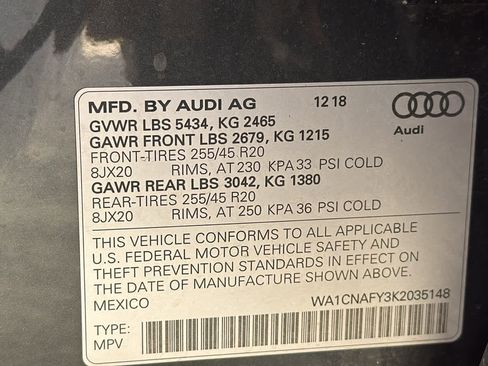 MFD. BY AUDI AG 12 18
GVWR LBS 5434, KG 2465
GAWR FRONT LBS 2679, KG 1215
FRONT-TIRES 255/45 R20
8JX20 RIMS, AT 230 KPA 33 PSI COLD
GAWR REAR LBS 3042, KG 1380
REAR-TIRES 255/45 R20
8JX20 RIMS, AT 250 KPA 36 PSI COLD
Audi
THIS VEHICLE CONFORMS TO ALL APPLICABLE
U.S. FEDERAL MOTOR VEHICLE SAFETY AND
THEFT PREVENTION STANDARDS IN EFFECT ON
THE DATE OF MANUFACTURE SHOWN ABOVE.
MEXICO WA1CNAFY3K2035148
TYPE:
MPV